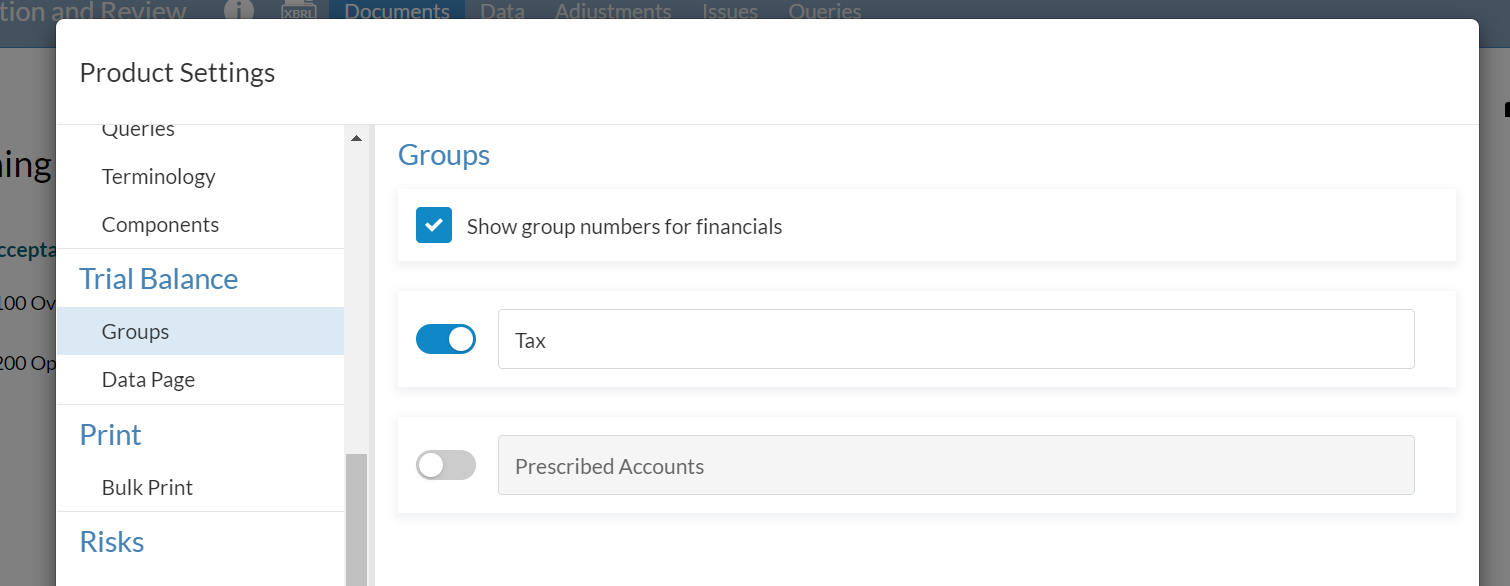 tion and Review XBRL Documents Data Adjustments Issues Queries
Product Settings
Queries
Terminology
Components
Trial Balance
Groups
Data Page
Print
Bulk Print
Risks
Groups
Show group numbers for financials
Tax
Prescribed Accounts
ning
ccepta
100 Ov
200 Op